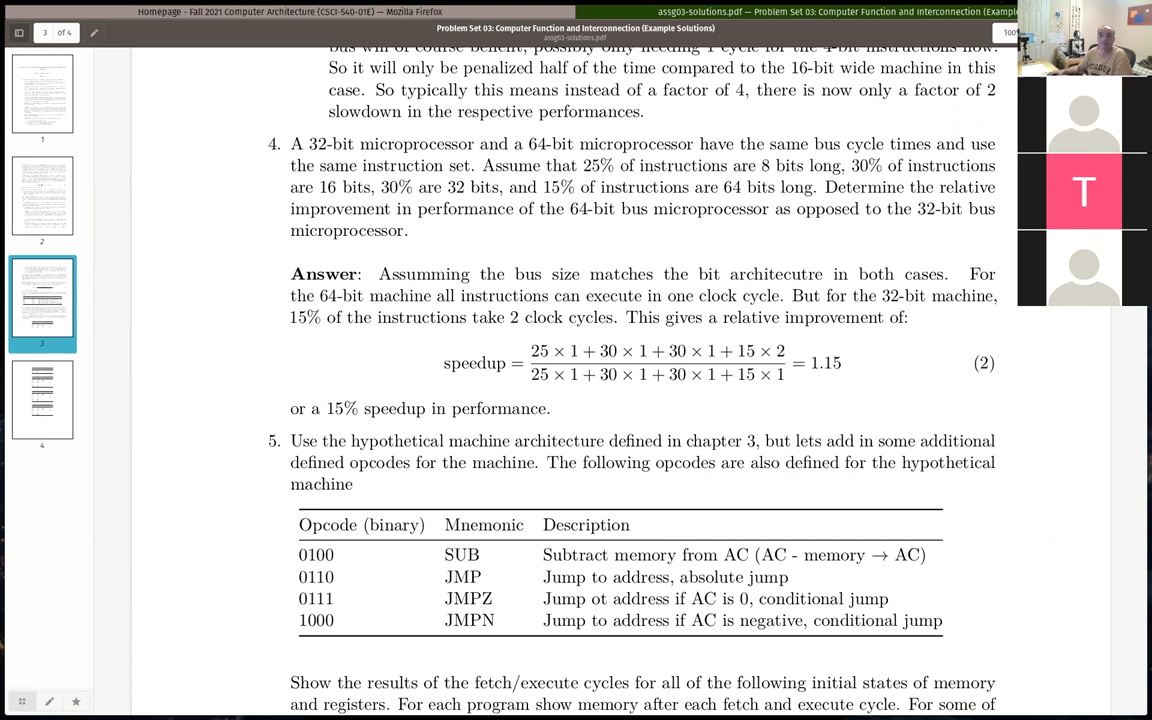 Homepage - Fall 2021 Computer Architecture (CSCI-540-01E) — Mozilla Firefox
assg03-solutions.pdf — Problem Set 03: Computer Function and Interconnection (Exampl
3 of 4
Problem Set 03: Computer Function and Interconnection (Example Solutions)
assg03-solutions.pdf
100
bus will of course benefit, possibly only needing 1 cycle for the 4-bit instructions now.
So it will only be penalized half of the time compared to the 16-bit wide machine in this
case. So typically this means instead of a factor of 4, there is now only a factor of 2
slowdown in the respective performances.
4. A 32-bit microprocessor and a 64-bit microprocessor have the same bus cycle times and use
the same instruction set. Assume that 25% of instructions are 8 bits long, 30% of instructions
are 16 bits, 30% are 32 bits, and 15% of instructions are 64 bits long. Determine the relative
improvement in performance of the 64-bit bus microprocessor as opposed to the 32-bit bus
microprocessor.
Answer: Assumming the bus size matches the bit architecutre in both cases. For
the 64-bit machine all instructions can execute in one clock cycle. But for the 32-bit machine,
15% of the instructions take 2 clock cycles. This gives a relative improvement of:
25 × 1 + 30 × 1 + 30 × 1 + 15 × 2
speedup = = 1.15 (2)
25 × 1 + 30 × 1 + 30 × 1 + 15 × 1
or a 15% speedup in performance.
5. Use the hypothetical machine architecture defined in chapter 3, but lets add in some additional
defined opcodes for the machine. The following opcodes are also defined for the hypothetical
machine
Opcode (binary) Mnemonic Description
0100 SUB Subtract memory from AC (AC - memory → AC)
0110 JMP Jump to address, absolute jump
0111 JMPZ Jump ot address if AC is 0, conditional jump
1000 JMPN Jump to address if AC is negative, conditional jump
Show the results of the fetch/execute cycles for all of the following initial states of memory
and registers. For each program show memory after each fetch and execute cycle. For some of
1
2
3
4
T